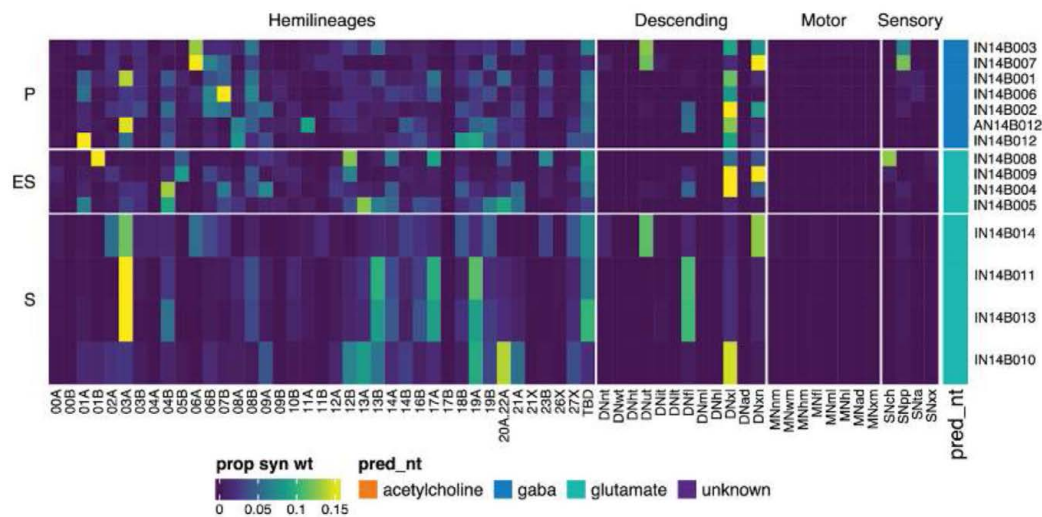 Hemilineages Descending Motor Sensory
P
ES
S
IN14B003
IN14B007
IN14B001
IN14B006
IN14B002
AN14B012
IN14B012
IN14B008
IN14B009
IN14B004
IN14B005
IN14B014
IN14B011
IN14B013
IN14B010
00A 00B 01A 01B 02A 03A 03B 04A 04B 05B 06A 06B 07B 08A 08B 09A 09B 10B 11A 11B 12A 12B 13A 13B 14A 14B 16B 17A 17B 18B 19A 19B 20A.22A 21A 21X 23B 26X 27X TBD DNnt DNwt DNht DNut DNit DNlt DNfl DNml DNhl DNxl DNad DNxn MNnm MNwm MNhm MNfl MNml MNhl MNad MNxm SNch SNpp SNta SNxx pred_nt
prop syn wt
0 0.05 0.1 0.15
pred_nt
acetylcholine gaba glutamate unknown